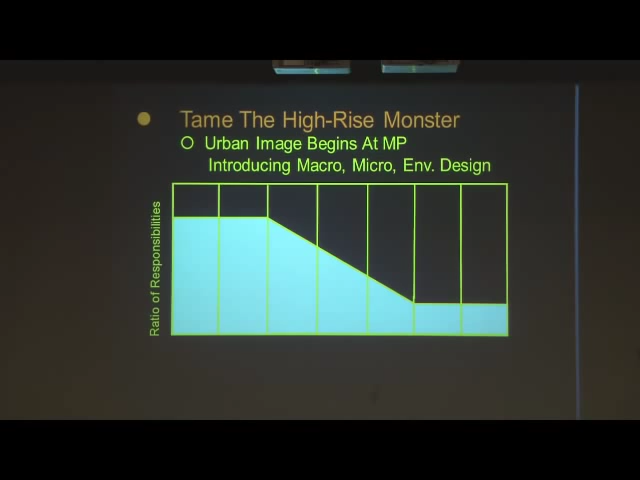 Tame The High-Rise Monster
Urban Image Begins At MP
Introducing Macro, Micro, Env. Design
Ratio of Responsibilities